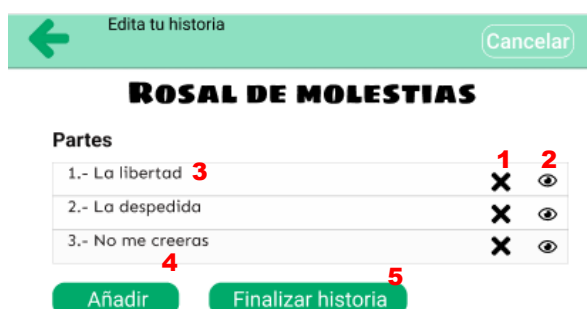 Edita tu historia
Cancelar
ROSAL DE MOLESTIAS
Partes
1 2
1.- La libertad 3
2.- La despedida
3.- No me creeras
4
5
Añadir Finalizar historia